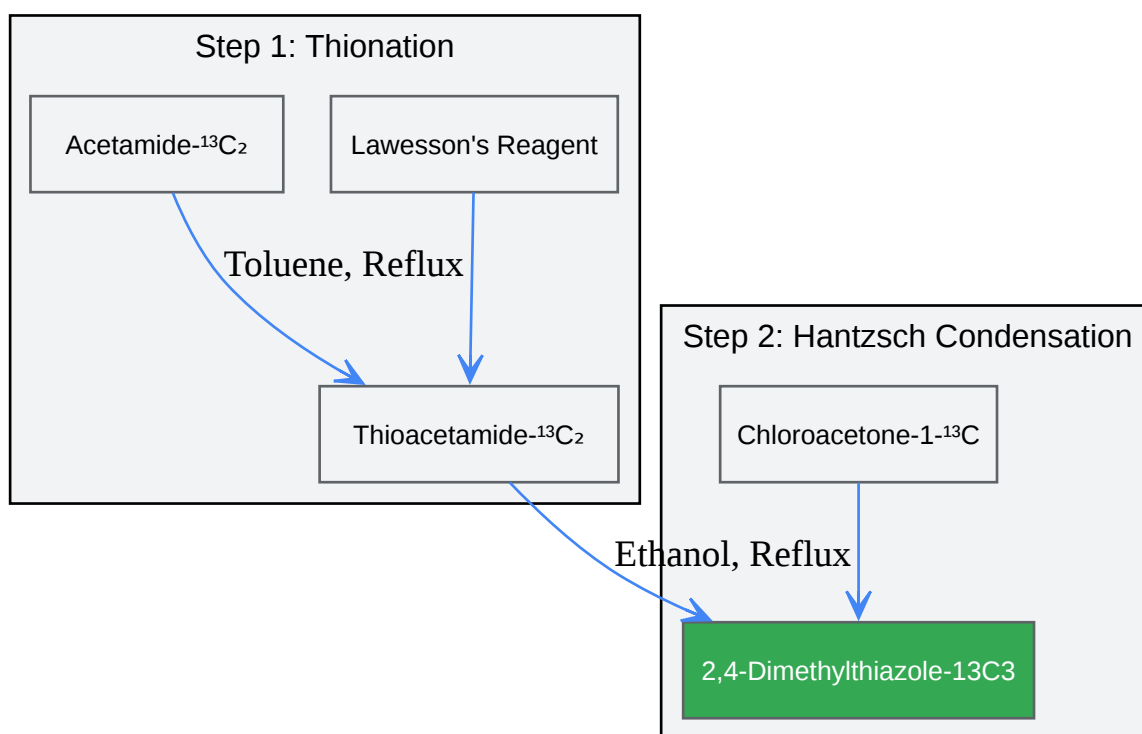 Step 1: Thionation
Acetamide-¹³C₂
Lawesson's Reagent
Toluene, Reflux
Thioacetamide-¹³C₂
Step 2: Hantzsch Condensation
Chloroacetone-1-¹³C
Ethanol, Reflux
2,4-Dimethylthiazole-13C3